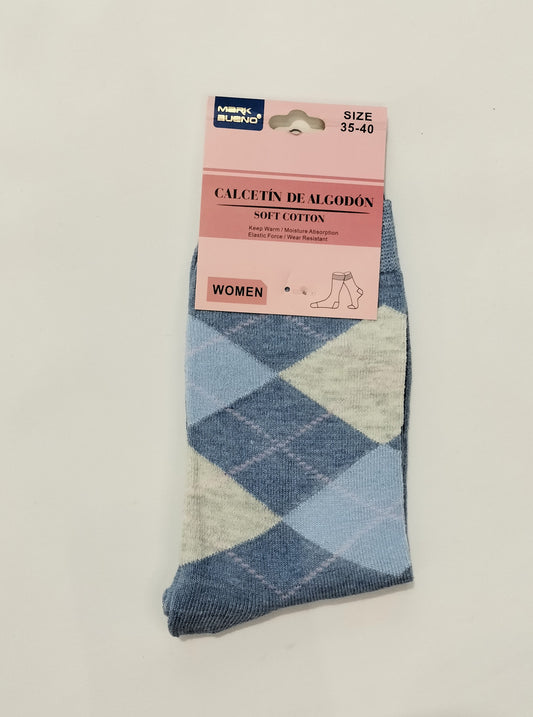 MARK
BUENO®
SIZE
35-40
CALCETÍN DE ALGODÓN
SOFT COTTON
Keep Warm / Moisture Absorption
Elastic Force / Wear Resistant
WOMEN